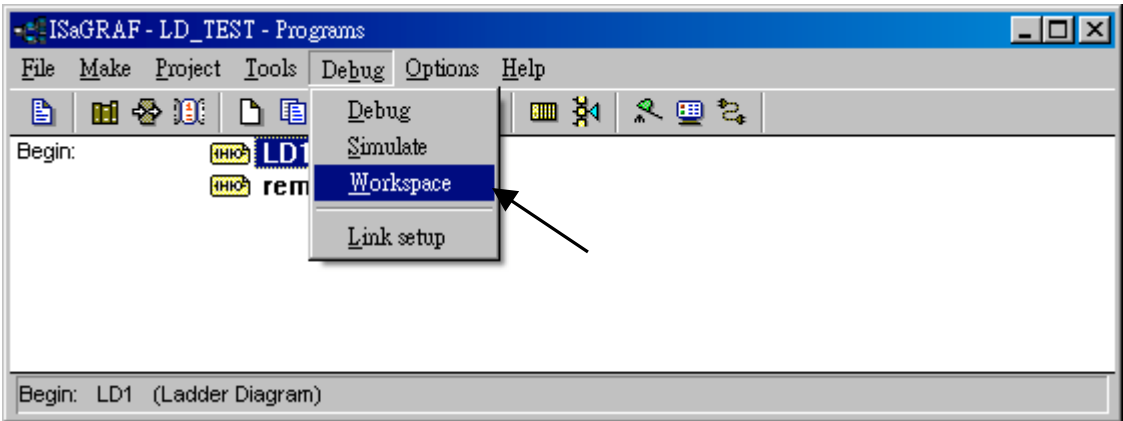 ISaGRAF - LD_TEST - Programs
File Make Project Tools Debug Options Help
Debug
Begin: LD1
Simulate
rem
Workspace
Link setup
Begin: LD1 (Ladder Diagram)